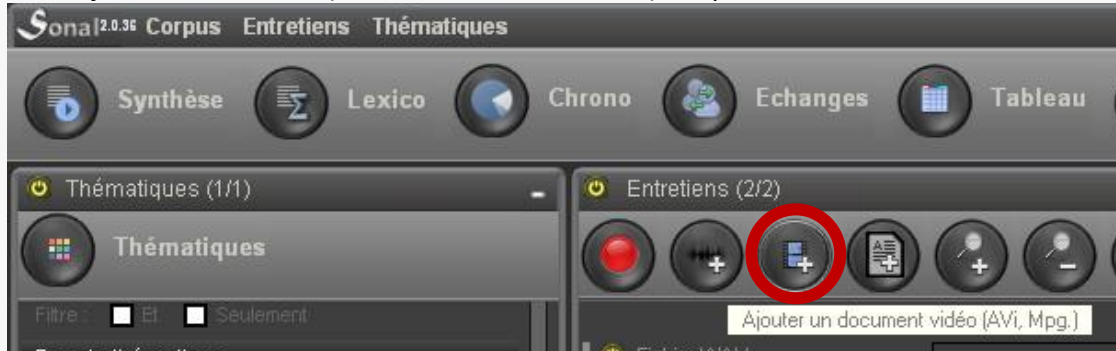 Sonal 2.0.36 Corpus Entretiens Thématiques
Synthèse Lexico Chrono Echanges Tableau
Thématiques (1/1)
Entretiens (2/2)
Thématiques
Ajouter un document vidéo (AVi, Mpg.)
Filtre : Et Seulement